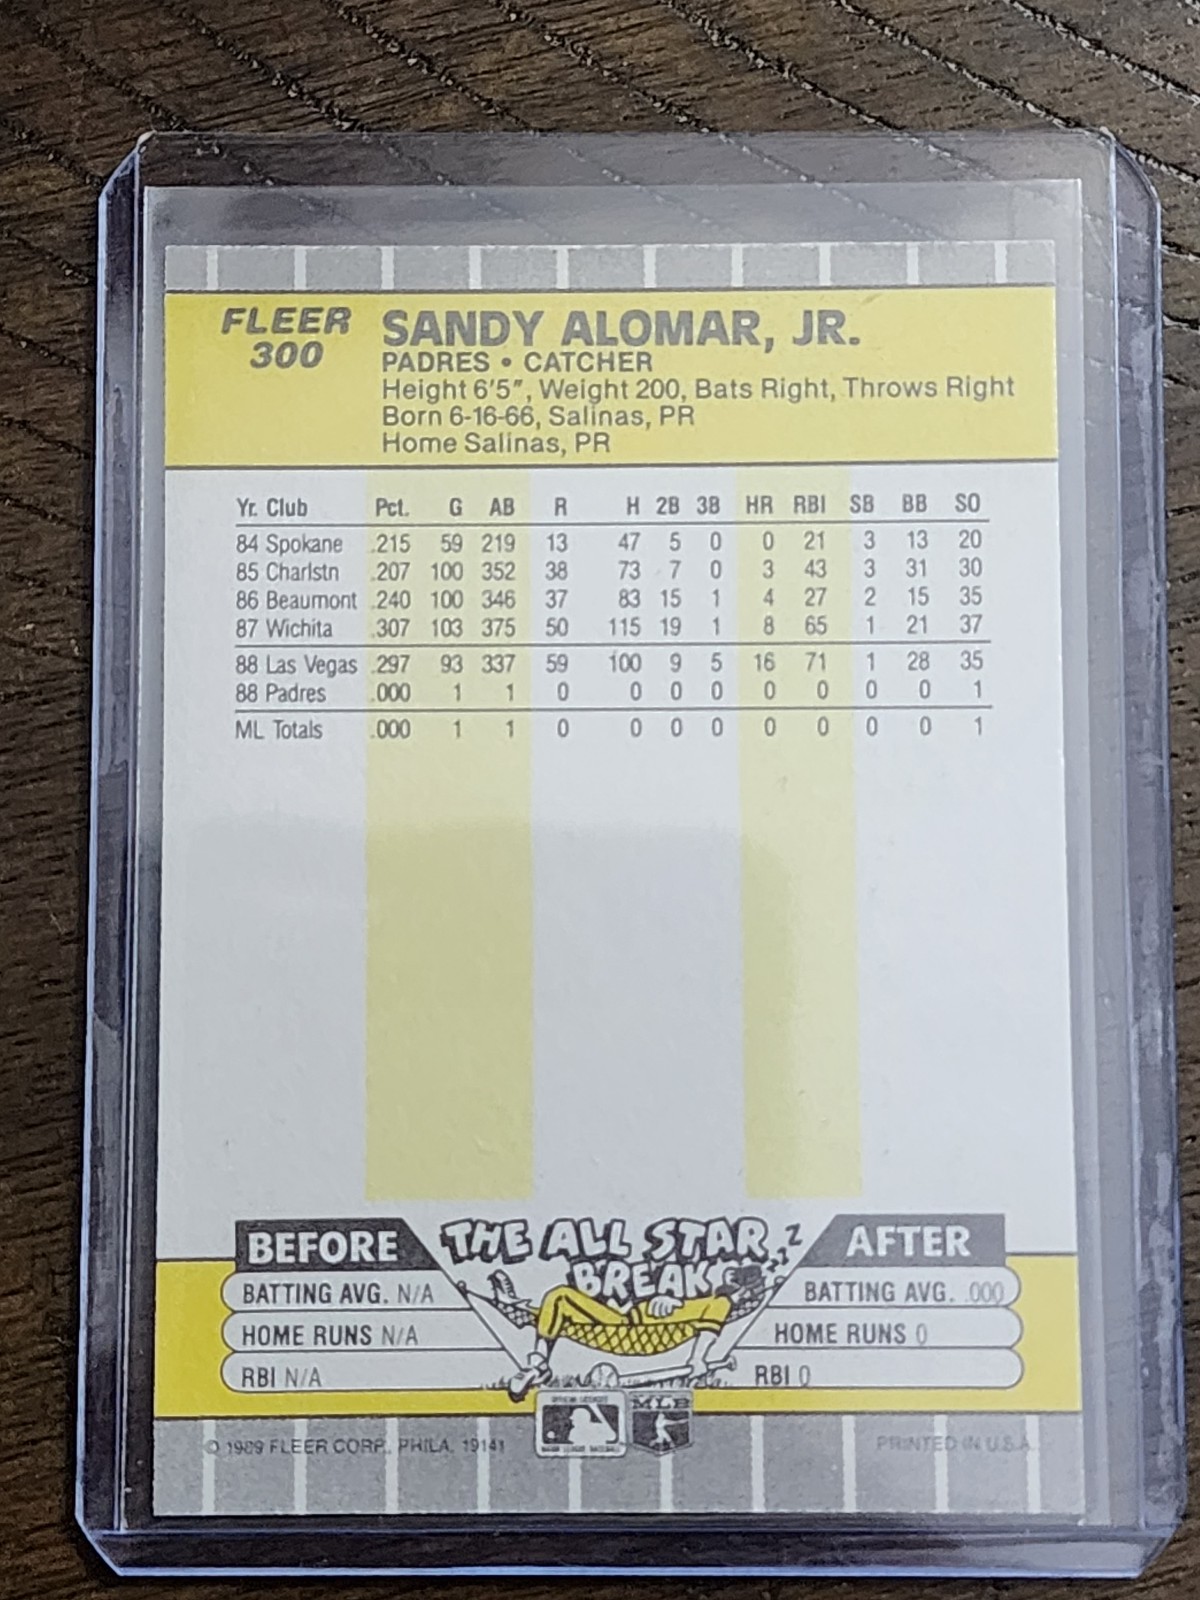 FLEER
300
SANDY ALOMAR, JR.
PADRES • CATCHER
Height 6'5", Weight 200, Bats Right, Throws Right
Born 6-16-66, Salinas, PR
Home Salinas, PR
Yr. Club Pct. G AB R H 2B 3B HR RBI SB BB SO
84 Spokane .215 59 219 13 47 5 0 0 21 3 13 20
85 Charlstn .207 100 352 38 73 7 0 3 43 3 31 30
86 Beaumont .240 100 346 37 83 15 1 4 27 2 15 35
87 Wichita .307 103 375 50 115 19 1 8 65 1 21 37
88 Las Vegas .297 93 337 59 100 9 5 16 71 1 28 35
88 Padres .000 1 1 0 0 0 0 0 0 0 0 1
ML Totals .000 1 1 0 0 0 0 0 0 0 0 1
BEFORE THE ALL STAR BREAK Z Z Z Z AFTER
BATTING AVG. N/A BATTING AVG. .000
HOME RUNS N/A HOME RUNS 0
RBI N/A RBI 0
MLB
© 1989 FLEER CORP., PHILA. 19141 PRINTED IN U.S.A.